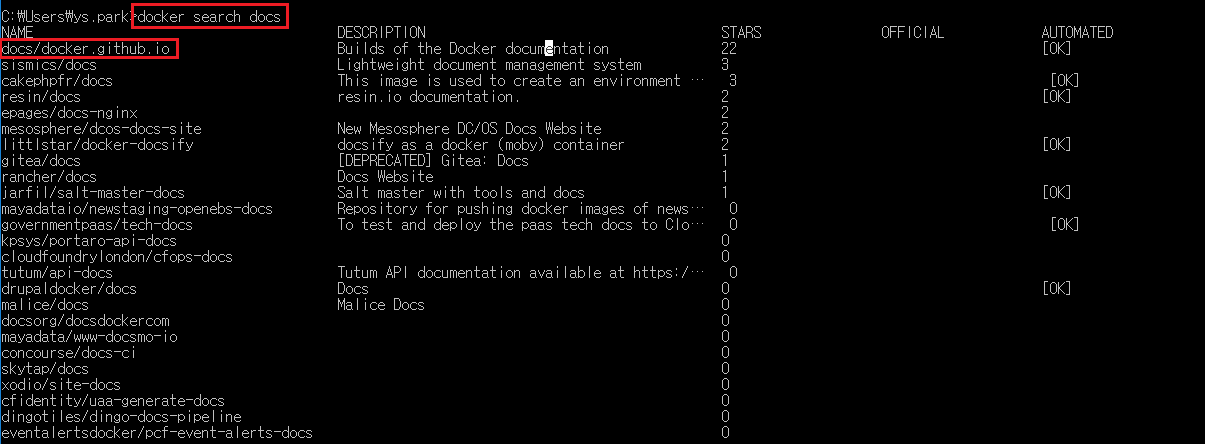 C:₩Users₩ys.park>docker search docs
NAME DESCRIPTION STARS OFFICIAL AUTOMATED
docs/docker.github.io Builds of the Docker documentation 22 [OK]
sismics/docs Lightweight document management system 3
cakephpfr/docs This image is used to create an environment … 3 [OK]
resin/docs resin.io documentation. 2 [OK]
epages/docs-nginx 2
mesosphere/dcos-docs-site New Mesosphere DC/OS Docs Website 2
littlstar/docker-docsify docsify as a docker (moby) container 2 [OK]
gitea/docs [DEPRECATED] Gitea: Docs 1
rancher/docs Docs Website 1
jarfil/salt-master-docs Salt master with tools and docs 1 [OK]
mayadataio/newstaging-openebs-docs Repository for pushing docker images of news… 0
governmentpaas/tech-docs To test and deploy the paas tech docs to Clo… 0 [OK]
kpsys/portaro-api-docs 0
cloudfoundrylondon/cfops-docs 0
tutum/api-docs Tutum API documentation available at https:/… 0
drupaldocker/docs Docs 0 [OK]
malice/docs Malice Docs 0
docsorg/docsdockercom 0
mayadata/www-docsmo-io 0
concourse/docs-ci 0
skytap/docs 0
xodio/site-docs 0
cfidentity/uaa-generate-docs 0
dingotiles/dingo-docs-pipeline 0
eventalertsdocker/pcf-event-alerts-docs 0